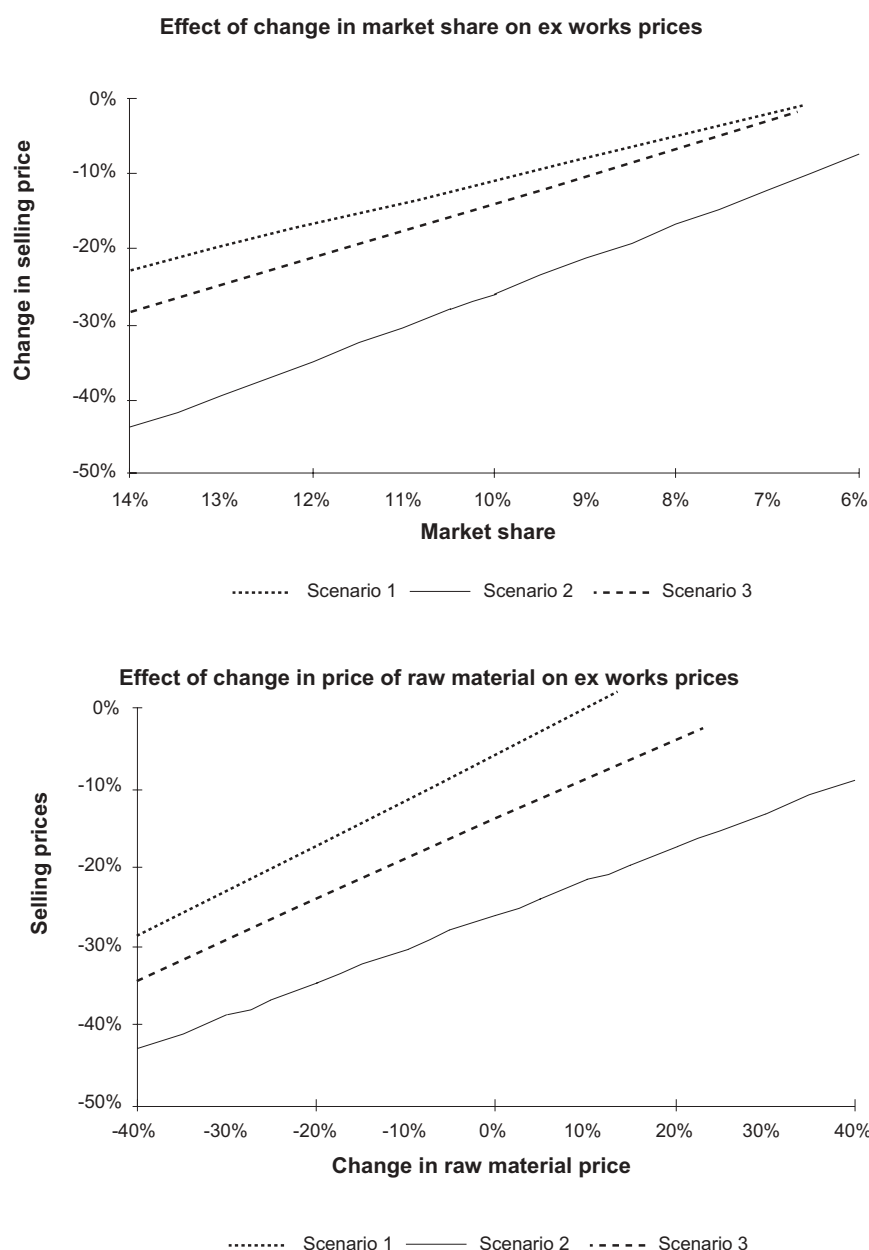 Effect of change in market share on ex works prices
0%
-10%
-20%
-30%
-40%
-50%
Change in selling price
14% 13% 12% 11% 10% 9% 8% 7% 6%
Market share
Scenario 1 Scenario 2 Scenario 3
Effect of change in price of raw material on ex works prices
0%
-10%
-20%
-30%
-40%
-50%
Selling prices
-40% -30% -20% -10% 0% 10% 20% 30% 40%
Change in raw material price
Scenario 1 Scenario 2 Scenario 3